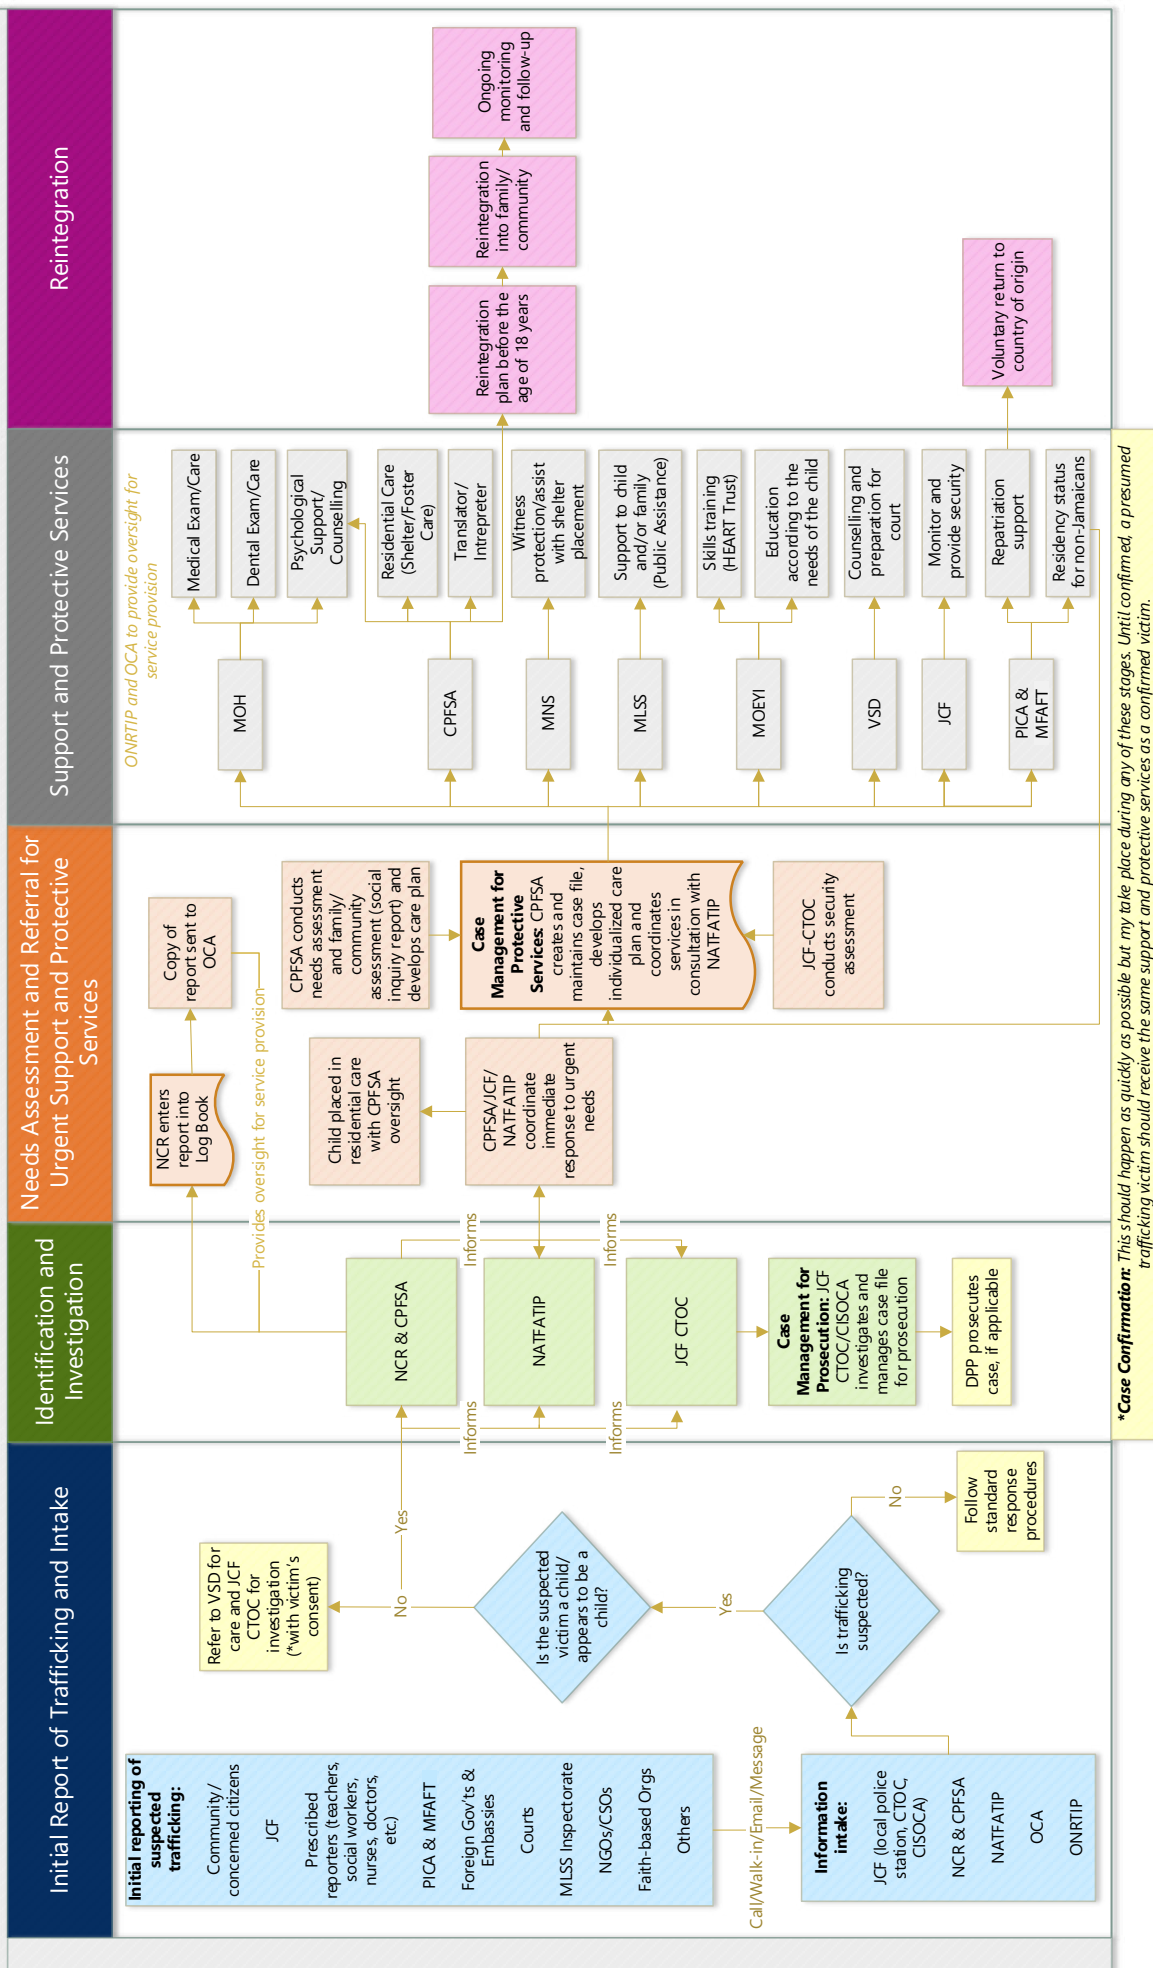 Initial Report of Trafficking and Intake
Identification and
Investigation
Needs Assessment and Referral for
Urgent Support and Protective
Services
Support and Protective Services
Reintegration
Initial reporting of
suspected
trafficking:
Community/
concerned citizens
JCF
Prescribed
reporters (teachers,
social workers,
nurses, doctors,
etc.)
PICA & MFAFT
Foreign Gov'ts &
Embassies
Courts
MLSS Inspectorate
NGOs/CSOs
Faith-based Orgs
Others
Call/Walk-in/Email/Message
Information
intake:
JCF (local police
station, CTOC,
CISOCA)
NCR & CPFSA
NATFATIP
OCA
ONRTIP
Refer to VSD for
care and JCF
CTOC for
investigation
(*with victim's
consent)
No
Yes
Is the suspected
victim a child/
appears to be a
child?
Yes
Is trafficking
suspected?
No
Follow
standard
response
procedures
Informs
Informs
NCR & CPFSA
NATFATIP
JCF CTOC
Case
Management for
Prosecution: JCF
CTOC/CISOCA
investigates and
manages case file
for prosecution
DPP prosecutes
case, if applicable
Informs
Informs
Provides oversight for service provision
NCR enters
report into
Log Book
Copy of
report sent to
OCA
Child placed in
residential care
with CPFSA
oversight
CPFSA/JCF/
NATFATIP
coordinate
immediate
response to urgent
needs
CPFSA conducts
needs assessment
and family/
community
assessment (social
inquiry report) and
develops care plan
Case
Management for
Protective
Services: CPFSA
creates and
maintains case file,
develops
individualized care
plan and
coordinates
services in
consultation with
NATFATIP
JCF-CTOC
conducts security
assessment
ONRTIP and OCA to provide oversight for
service provision
MOH
CPFSA
MNS
MLSS
MOEYI
VSD
JCF
PICA &
MFAFT
Medical Exam/Care
Dental Exam/Care
Psychological
Support/
Counselling
Residential Care
(Shelter/Foster
Care)
Translator/
Intrepreter
Witness
protection/assist
with shelter
placement
Support to child
and/or family
(Public Assistance)
Skills training
(HEART Trust)
Education
according to the
needs of the child
Counselling and
preparation for
court
Monitor and
provide security
Repatriation
support
Residency status
for non-Jamaicans
Reintegration
plan before the
age of 18 years
Reintegration
into family/
community
Ongoing
monitoring
and follow-up
Voluntary return to
country of origin
*Case Confirmation: This should happen as quickly as possible but my take place during any of these stages. Until confirmed, a presumed
trafficking victim should receive the same support and protective services as a confirmed victim.